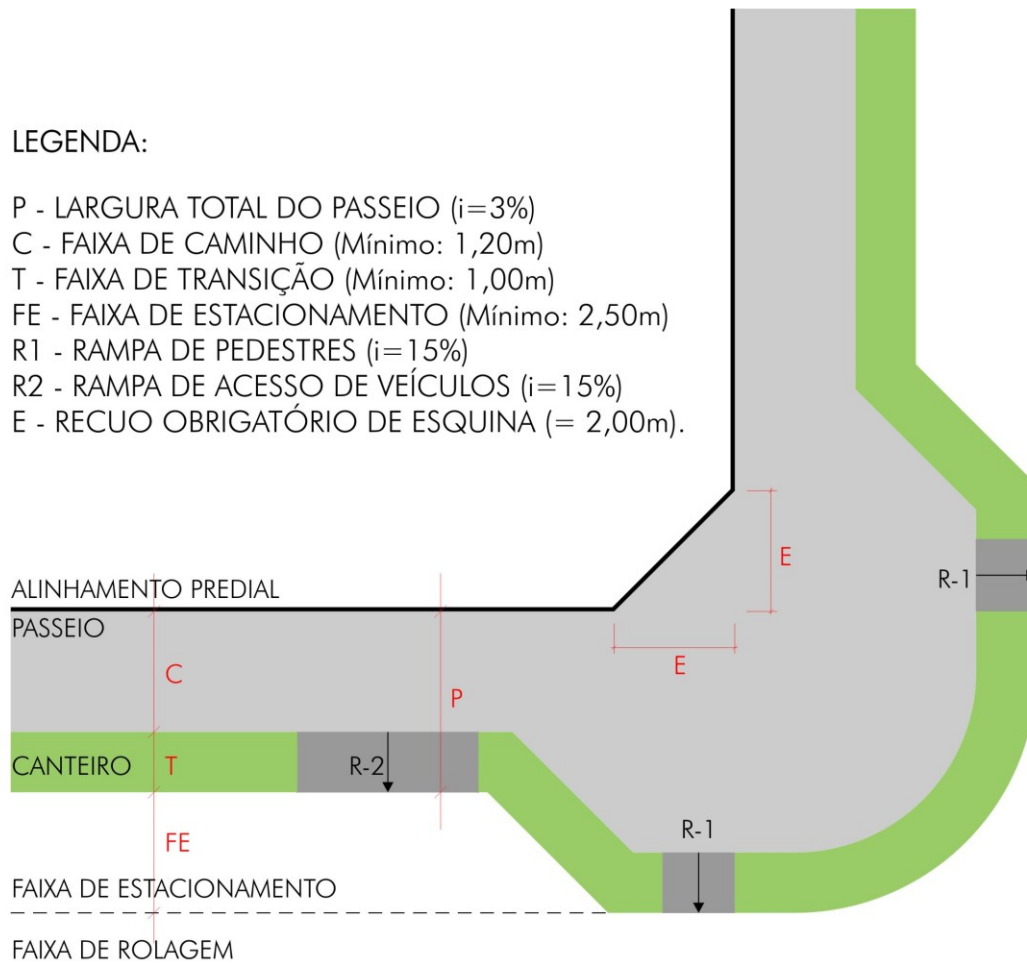 LEGENDA:
P - LARGURA TOTAL DO PASSEIO (i=3%)
C - FAIXA DE CAMINHO (Mínimo: 1,20m)
T - FAIXA DE TRANSIÇÃO (Mínimo: 1,00m)
FE - FAIXA DE ESTACIONAMENTO (Mínimo: 2,50m)
R1 - RAMPA DE PEDESTRES (i=15%)
R2 - RAMPA DE ACESSO DE VEÍCULOS (i=15%)
E - RECUO OBRIGATÓRIO DE ESQUINA (= 2,00m).
E
R-1
ALINHAMENTO PREDIAL
PASSEIO
C
P
E
CANTEIRO
T
R-2
FE
R-1
FAIXA DE ESTACIONAMENTO
FAIXA DE ROLAGEM